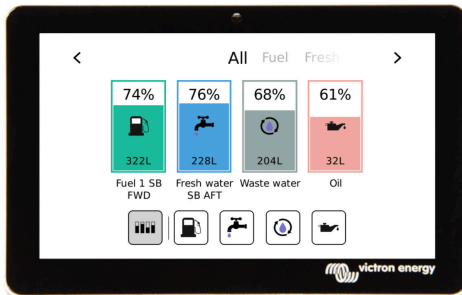 All Fuel Fresh
74% 76% 68% 61%
322L 228L 204L 32L
Fuel 1 SB Fresh water Waste water Oil
FWD SB AFT
victron energy